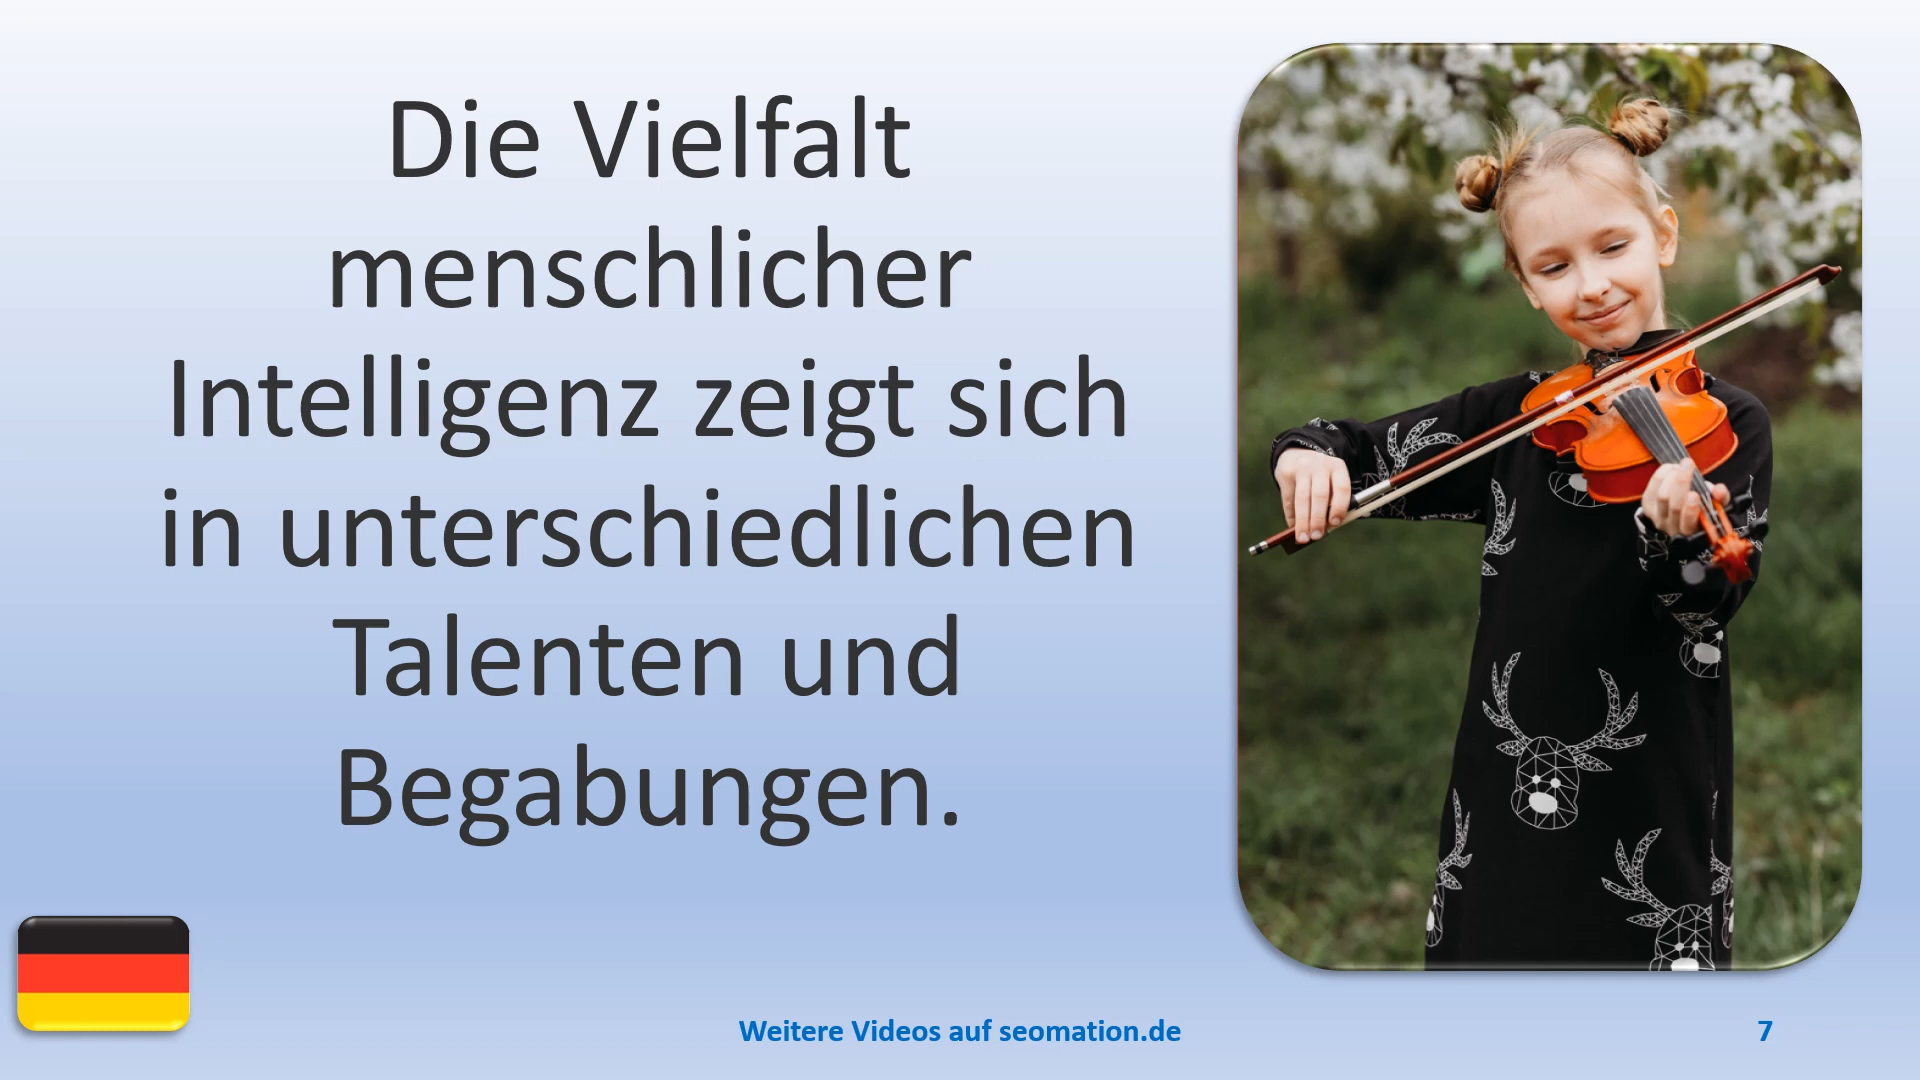 Die Vielfalt
menschlicher
Intelligenz zeigt sich
in unterschiedlichen
Talenten und
Begabungen.
Weitere Videos auf seomation.de
7